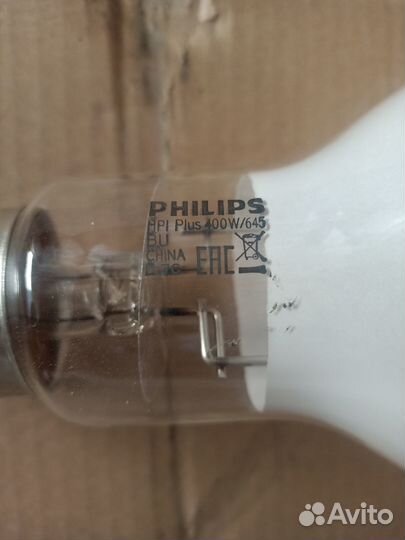 PHILIPS
HPI Plus 400W/645
BU
CHINA EAC
Avito